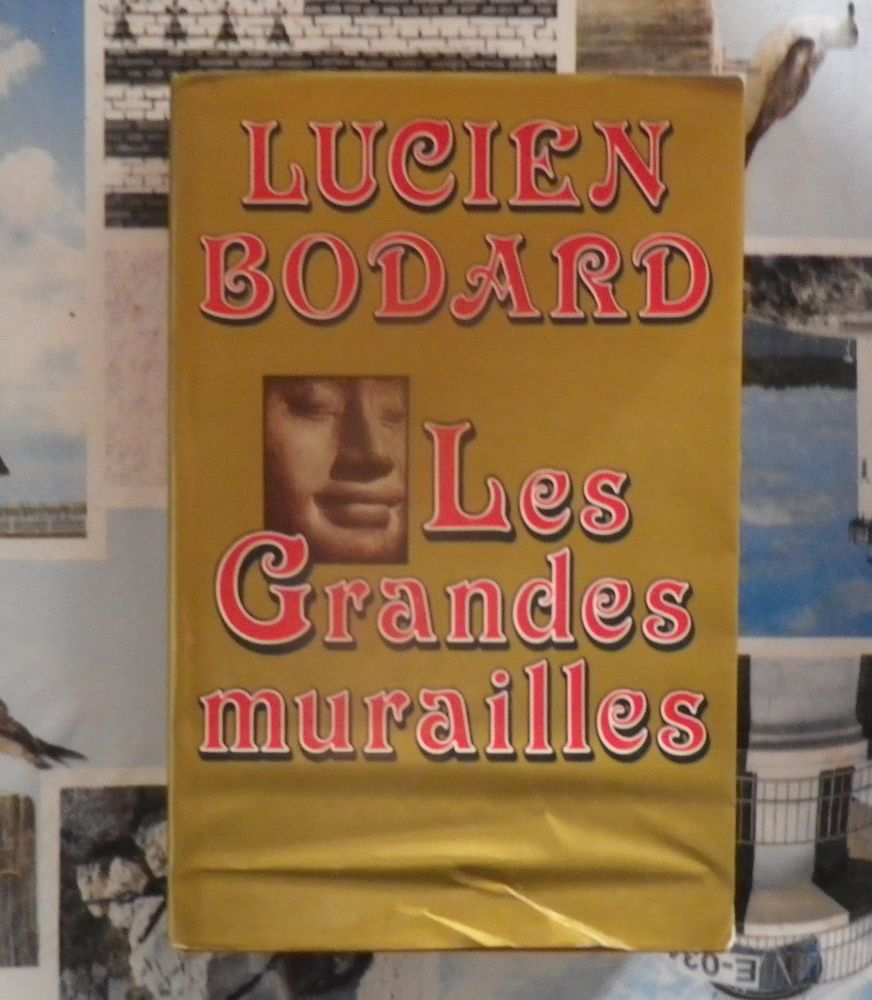 LUCIEN
BODARD
Les
Grandes
murailles